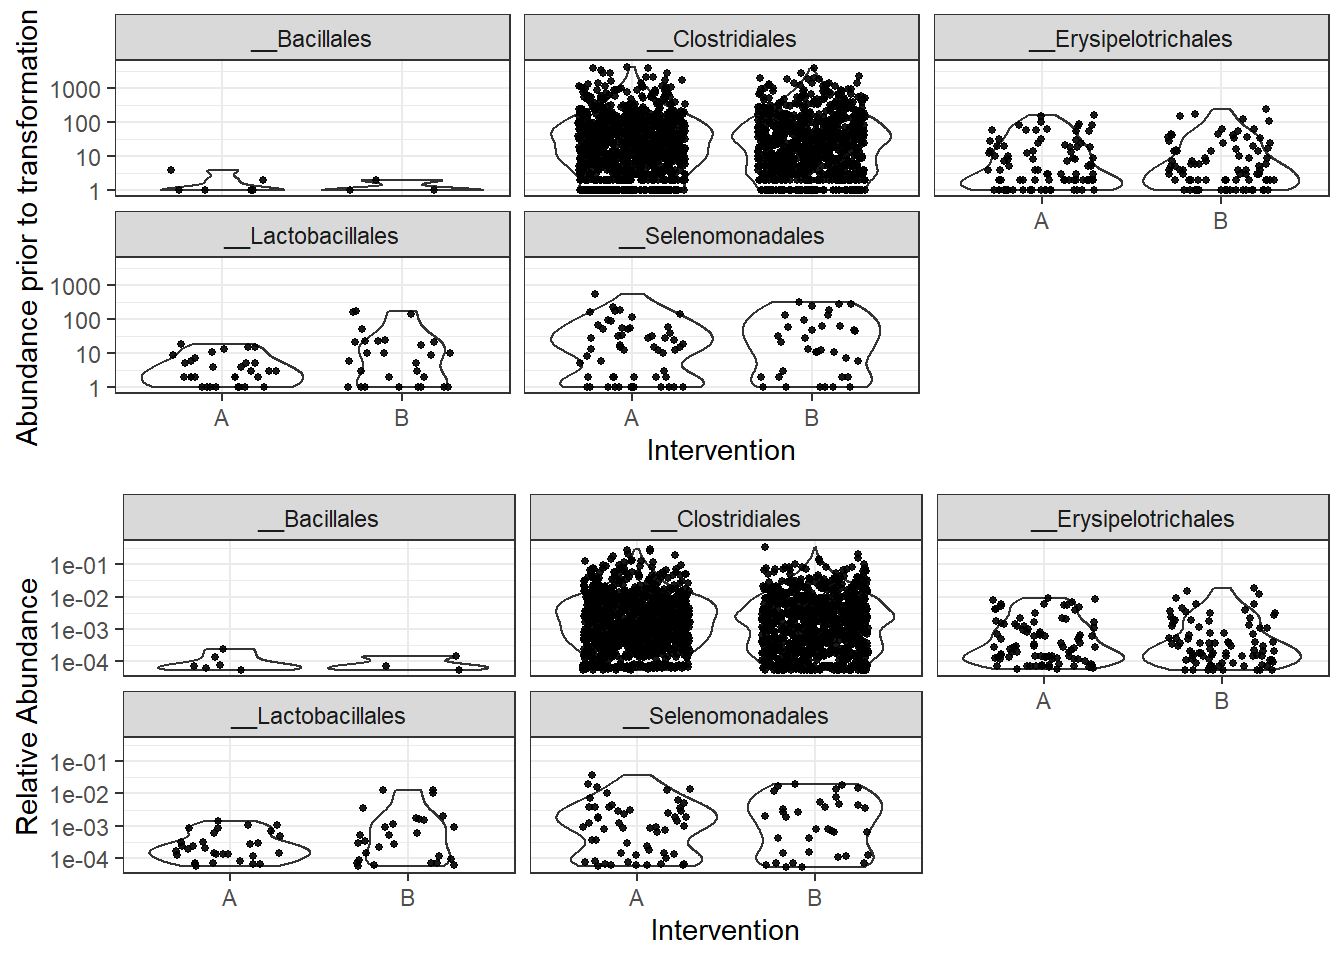 Abundance prior to transformation
__Bacillales
__Clostridiales
__Erysipelotrichales
1000
100
10
1
A
B
__Lactobacillales
__Selenomonadales
1000
100
10
1
A
B
A
B
Intervention
Relative Abundance
__Bacillales
__Clostridiales
__Erysipelotrichales
1e-01
1e-02
1e-03
1e-04
A
B
__Lactobacillales
__Selenomonadales
1e-01
1e-02
1e-03
1e-04
A
B
A
B
Intervention